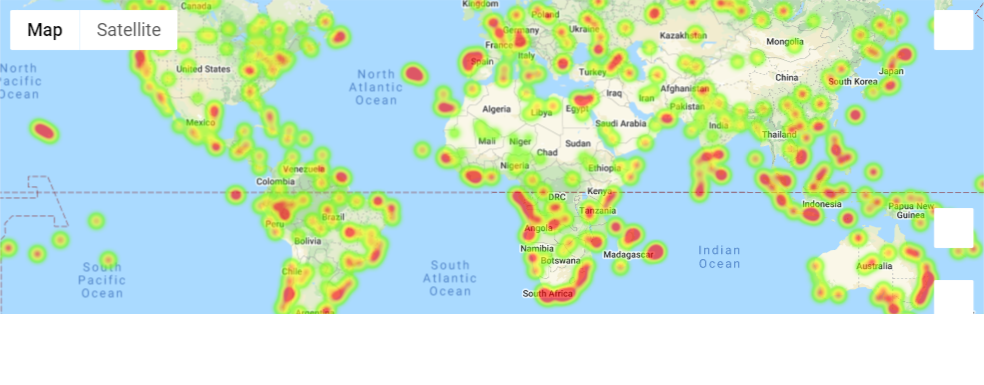 Map
Satellite
Canada
Kingdom
Poland
Germany
Ukraine
Kazakhstan
Mongolia
France
Italy
Spain
Turkey
North
Pacific
Ocean
United States
North
Atlantic
Ocean
China
Japan
South Korea
Afghanistan
Iraq
Iran
Pakistan
Algeria
Libya
Egypt
Mexico
Saudi Arabia
India
Thailand
Mali
Niger
Chad
Sudan
Nigeria
Ethiopia
Venezuela
Colombia
Kenya
DRC
Tanzania
Indonesia
Papua New
Guinea
Peru
Brazil
Angola
Bolivia
Namibia
Botswana
Madagascar
Indian
Ocean
South
Pacific
Ocean
South
Atlantic
Ocean
Chile
South Africa
Australia